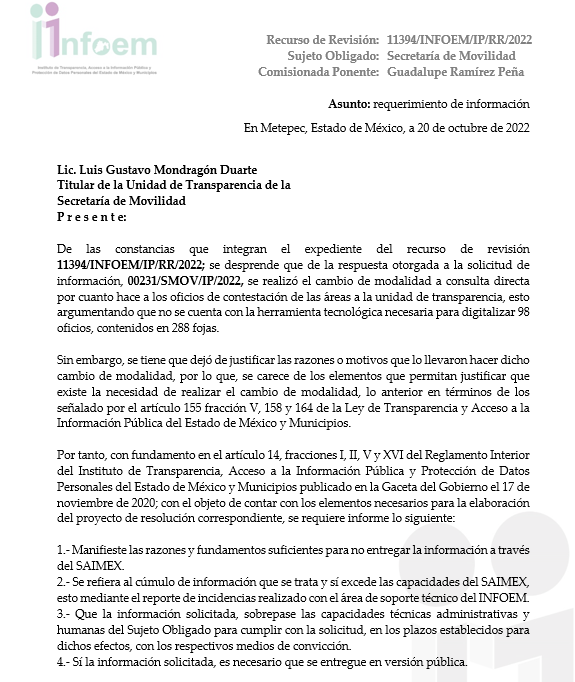 infoem
Instituto de Transparencia, Acceso a la Información Pública y
Protección de Datos Personales del Estado de México y Municipios
Recurso de Revisión: 11394/INFOEM/IP/RR/2022
Sujeto Obligado: Secretaría de Movilidad
Comisionada Ponente: Guadalupe Ramírez Peña
Asunto: requerimiento de información
En Metepec, Estado de México, a 20 de octubre de 2022
Lic. Luis Gustavo Mondragón Duarte
Titular de la Unidad de Transparencia de la
Secretaría de Movilidad
P r e s e n t e:
De las constancias que integran el expediente del recurso de revisión
11394/INFOEM/IP/RR/2022; se desprende que de la respuesta otorgada a la solicitud de
información, 00231/SMOV/IP/2022, se realizó el cambio de modalidad a consulta directa
por cuanto hace a los oficios de contestación de las áreas a la unidad de transparencia, esto
argumentando que no se cuenta con la herramienta tecnológica necesaria para digitalizar 98
oficios, contenidos en 288 fojas.
Sin embargo, se tiene que dejó de justificar las razones o motivos que lo llevaron hacer dicho
cambio de modalidad, por lo que, se carece de los elementos que permitan justificar que
existe la necesidad de realizar el cambio de modalidad, lo anterior en términos de los
señalado por el artículo 155 fracción V, 158 y 164 de la Ley de Transparencia y Acceso a la
Información Pública del Estado de México y Municipios.
Por tanto, con fundamento en el artículo 14, fracciones I, II, V y XVI del Reglamento Interior
del Instituto de Transparencia, Acceso a la Información Pública y Protección de Datos
Personales del Estado de México y Municipios publicado en la Gaceta del Gobierno el 17 de
noviembre de 2020; con el objeto de contar con los elementos necesarios para la elaboración
del proyecto de resolución correspondiente, se requiere informe lo siguiente:
1.- Manifieste las razones y fundamentos suficientes para no entregar la información a través
del SAIMEX.
2.- Se refiera al cúmulo de información que se trata y sí excede las capacidades del SAIMEX,
esto mediante el reporte de incidencias realizado con el área de soporte técnico del INFOEM.
3.- Que la información solicitada, sobrepase las capacidades técnicas administrativas y
humanas del Sujeto Obligado para cumplir con la solicitud, en los plazos establecidos para
dichos efectos, con los respectivos medios de convicción.
4.- Sí la información solicitada, es necesario que se entregue en versión pública.